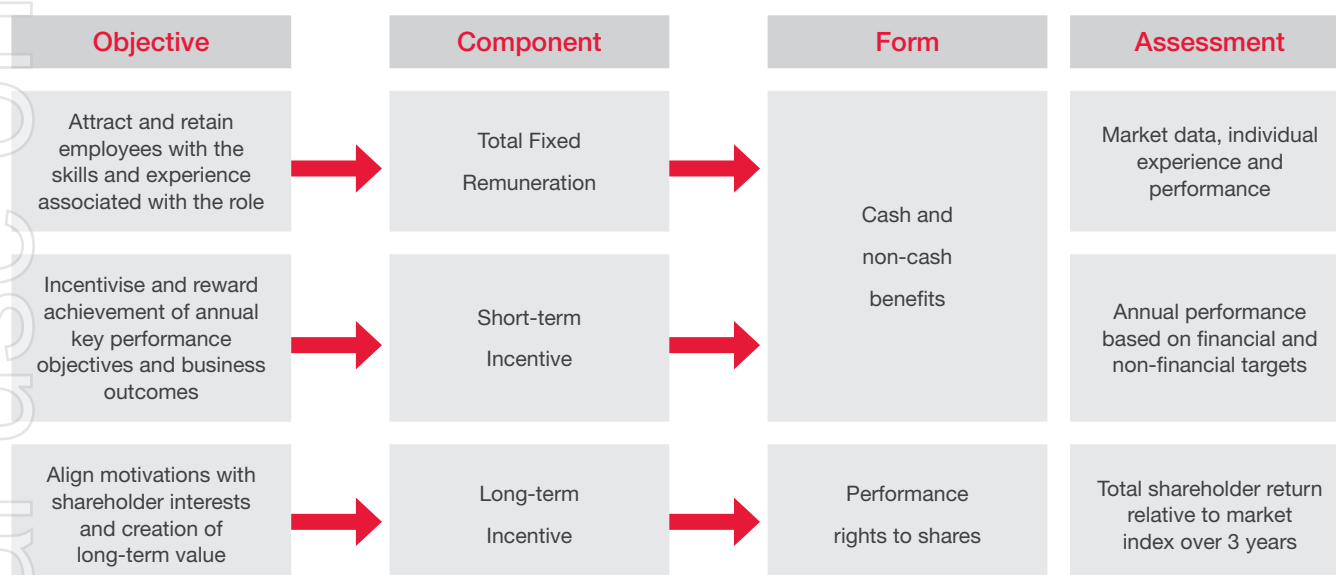 Objective
Component
Form
Assessment
Attract and retain
employees with the
skills and experience
associated with the role
Total Fixed
Remuneration
Cash and
non-cash
benefits
Market data, individual
experience and
performance
Incentivise and reward
achievement of annual
key performance
objectives and business
outcomes
Short-term
Incentive
Annual performance
based on financial and
non-financial targets
Align motivations with
shareholder interests
and creation of
long-term value
Long-term
Incentive
Performance
rights to shares
Total shareholder return
relative to market
index over 3 years